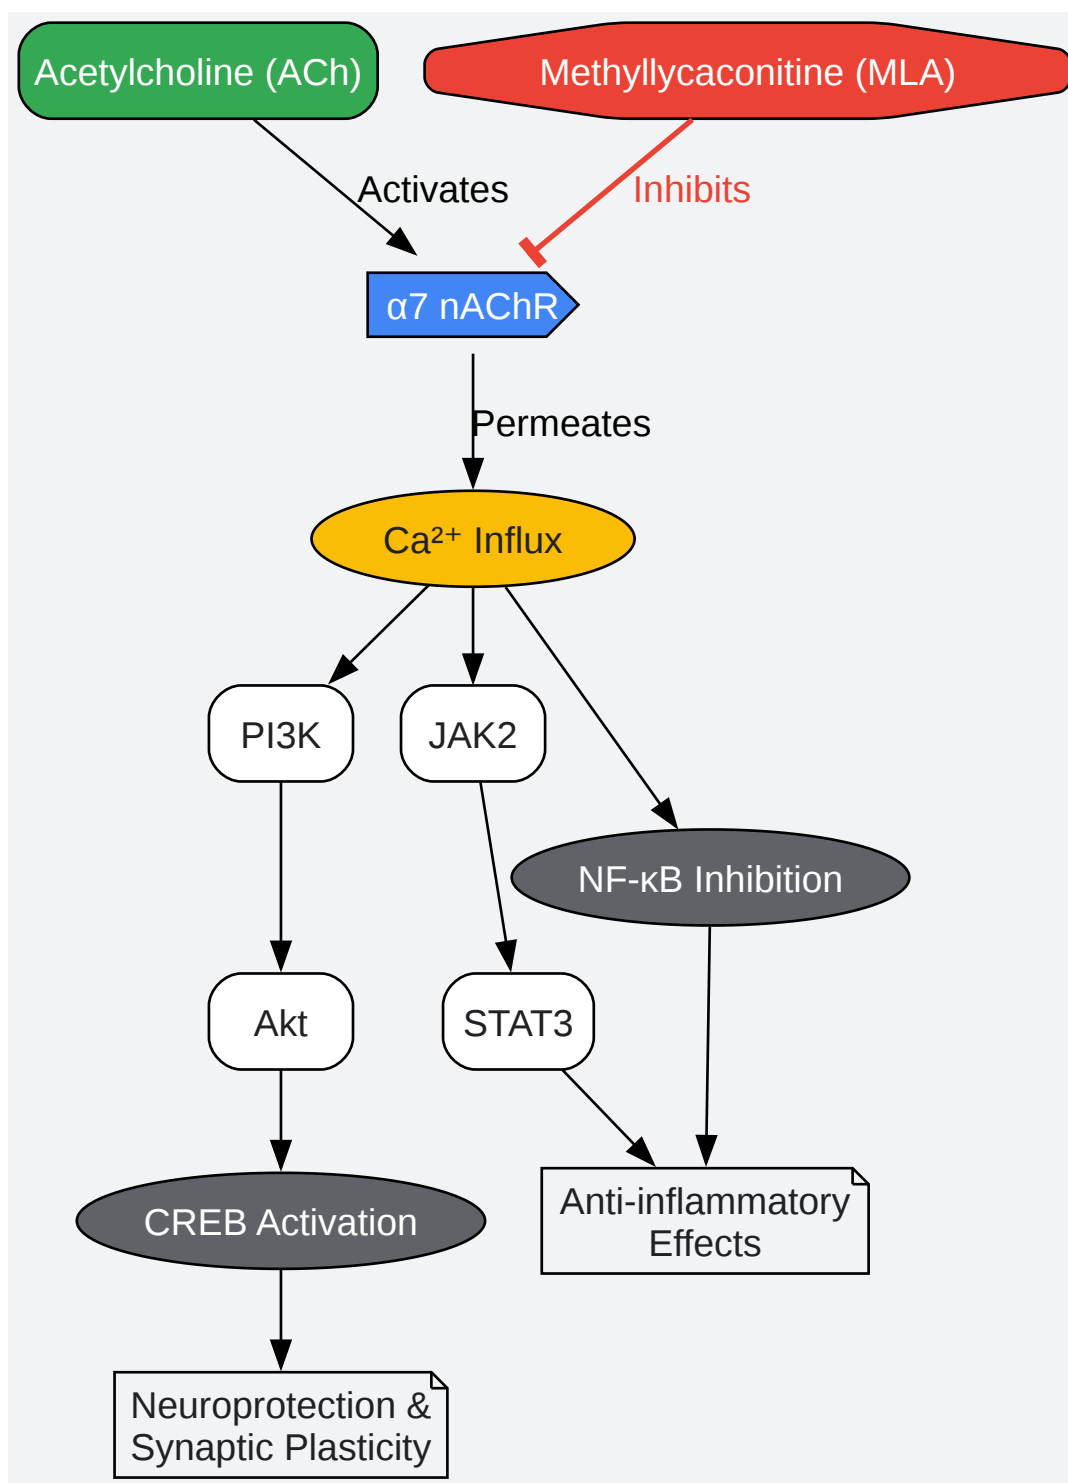 Acetylcholine (ACh)
Methyllycaconitine (MLA)
Activates
Inhibits
α7 nAChR
Permeates
Ca²⁺ Influx
PI3K
JAK2
NF-κB Inhibition
Akt
STAT3
Anti-inflammatory
Effects
CREB Activation
Neuroprotection &
Synaptic Plasticity